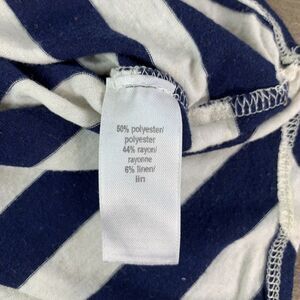 50% polyester/
polyester
44% rayon/
rayonne
6% linen/
lin